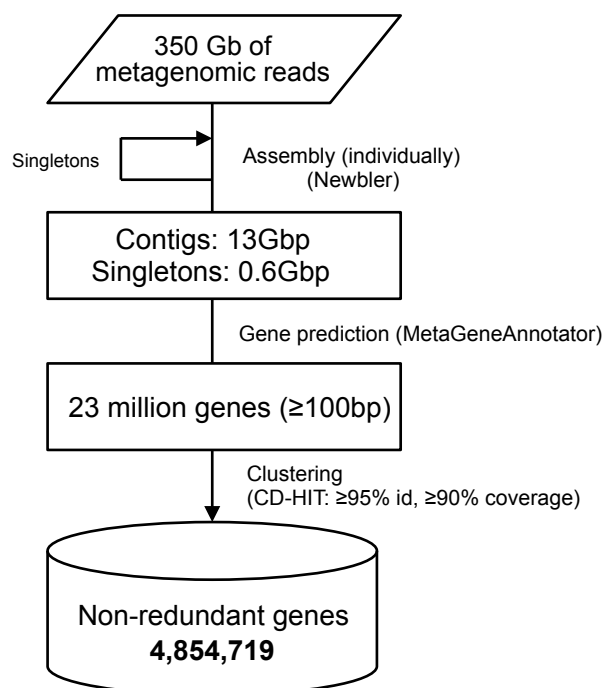 350 Gb of
metagenomic reads
Singletons
Assembly (individually)
(Newbler)
Contigs: 13Gbp
Singletons: 0.6Gbp
Gene prediction (MetaGeneAnnotator)
23 million genes (≥100bp)
Clustering
(CD-HIT: ≥95% id, ≥90% coverage)
Non-redundant genes
4,854,719